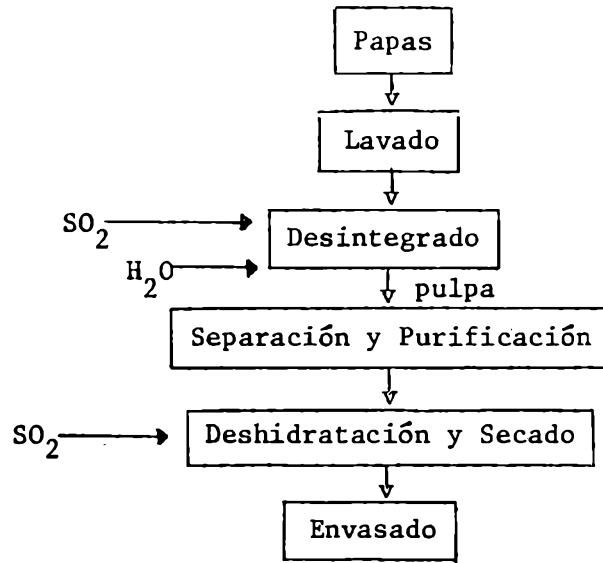 Papas
Lavado
SO2
Desintegrado
H2O
pulpa
Separación y Purificación
SO2
Deshidratación y Secado
Envasado